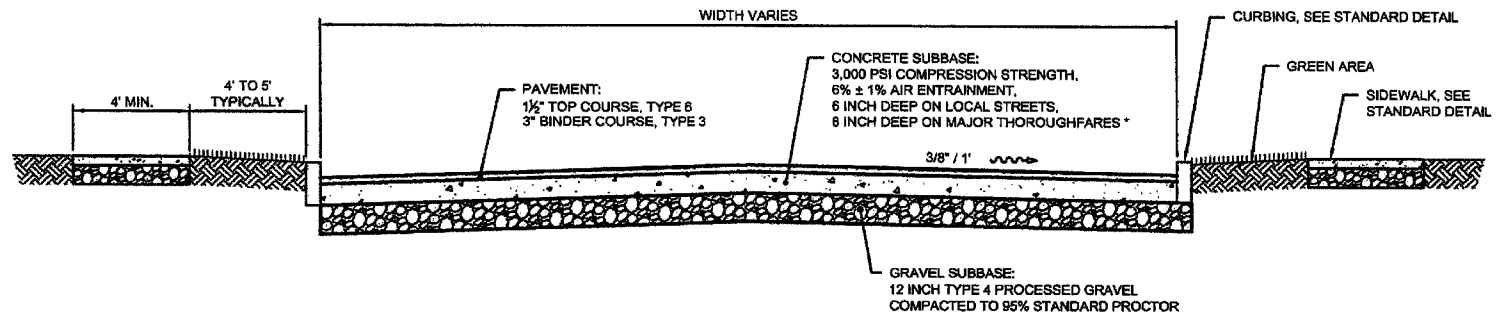 WIDTH VARIES
CURBING, SEE STANDARD DETAIL
CONCRETE SUBBASE:
3,000 PSI COMPRESSION STRENGTH,
6% ± 1% AIR ENTRAINMENT,
6 INCH DEEP ON LOCAL STREETS,
8 INCH DEEP ON MAJOR THOROUGHFARES *
GREEN AREA
4' MIN.
4' TO 5'
TYPICALLY
PAVEMENT:
1½" TOP COURSE, TYPE 6
3" BINDER COURSE, TYPE 3
SIDEWALK, SEE
STANDARD DETAIL
3/8" / 1'
GRAVEL SUBBASE:
12 INCH TYPE 4 PROCESSED GRAVEL
COMPACTED TO 95% STANDARD PROCTOR